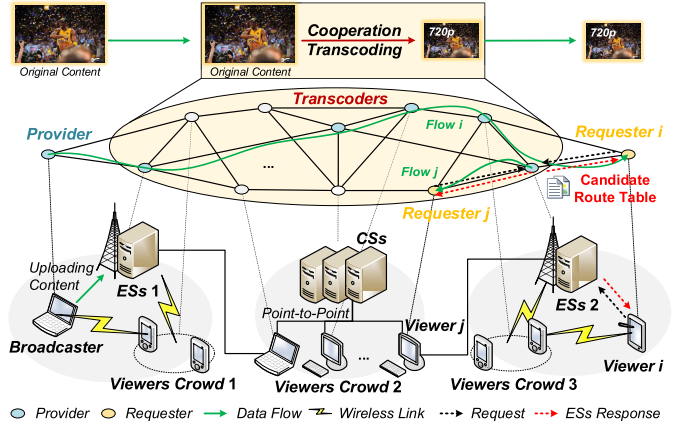 Cooperation
Transcoding
720p
720p
Original Content
Original Content
Transcoders
Provider
Flow i
Requester i
...
Flow j
Candidate
Route Table
Requester j
CSs
Uploading
Content
ESs 1
ESs 2
Point-to-Point
Viewer j
Broadcaster
...
Viewer i
Viewers Crowd 1
Viewers Crowd 2
Viewers Crowd 3
Provider
Requester
Data Flow
Wireless Link
Request
ESs Response